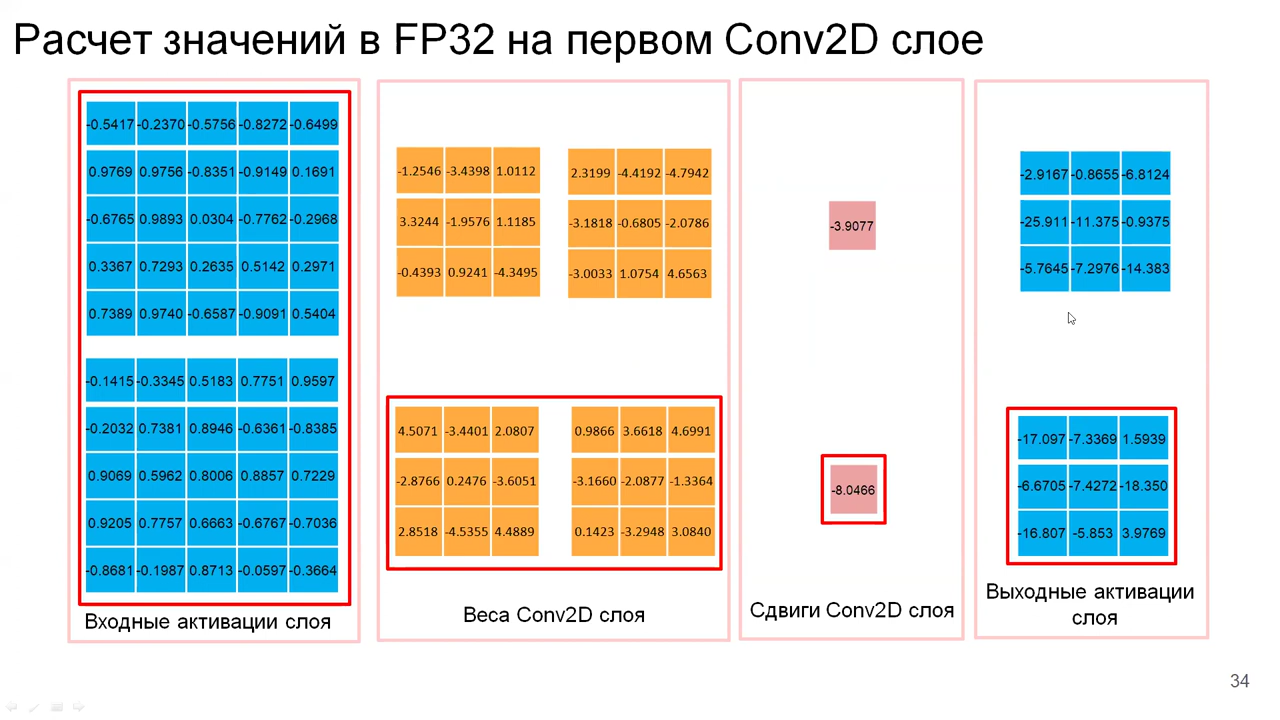 Расчет значений в FP32 на первом Conv2D слое
-0.5417 -0.2370 -0.5756 -0.8272 -0.6499
0.9769 0.9756 -0.8351 -0.9149 0.1691
-0.6765 0.9893 0.0304 -0.7762 -0.2968
0.3367 0.7293 0.2635 0.5142 0.2971
0.7389 0.9740 -0.6587 -0.9091 0.5404
-0.1415 -0.3345 0.5183 0.7751 0.9597
-0.2032 0.7381 0.8946 -0.6361 -0.8385
0.9069 0.5962 0.8006 0.8857 0.7229
0.9205 0.7757 0.6663 -0.6767 -0.7036
-0.8681 -0.1987 0.8713 -0.0597 -0.3664
Входные активации слоя
-1.2546 -3.4398 1.0112
3.3244 -1.9576 1.1185
-0.4393 0.9241 -4.3495
2.3199 -4.4192 -4.7942
-3.1818 -0.6805 -2.0786
-3.0033 1.0754 4.6563
4.5071 -3.4401 2.0807
-2.8766 0.2476 -3.6051
2.8518 -4.5355 4.4889
0.9866 3.6618 4.6991
-3.1660 -2.0877 -1.3364
0.1423 -3.2948 3.0840
Веса Conv2D слоя
-3.9077
-8.0466
Сдвиги Conv2D слоя
-2.9167 -0.8655 -6.8124
-25.911 -11.375 -0.9375
-5.7645 -7.2976 -14.383
-17.097 -7.3369 1.5939
-6.6705 -7.4272 -18.350
-16.807 -5.853 3.9769
Выходные активации
слоя
34